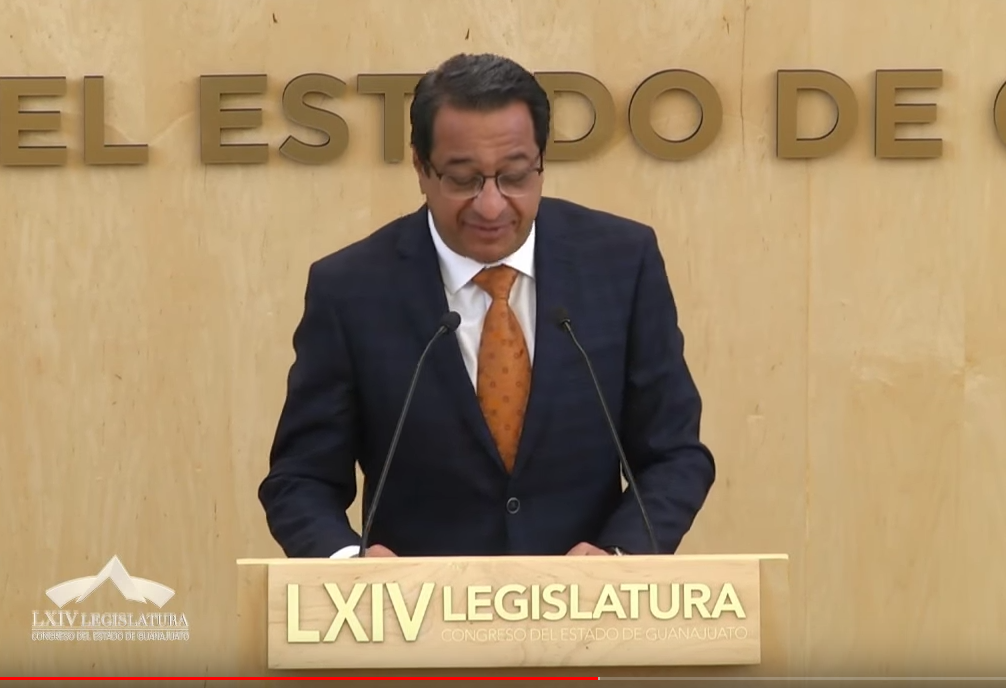 EL ESTADO DE
LXIV LEGISLATURA
CONGRESO DEL ESTADO DE GUANAJUATO
LXIV LEGISLATURA
CONGRESO DEL ESTADO DE GUANAJUATO